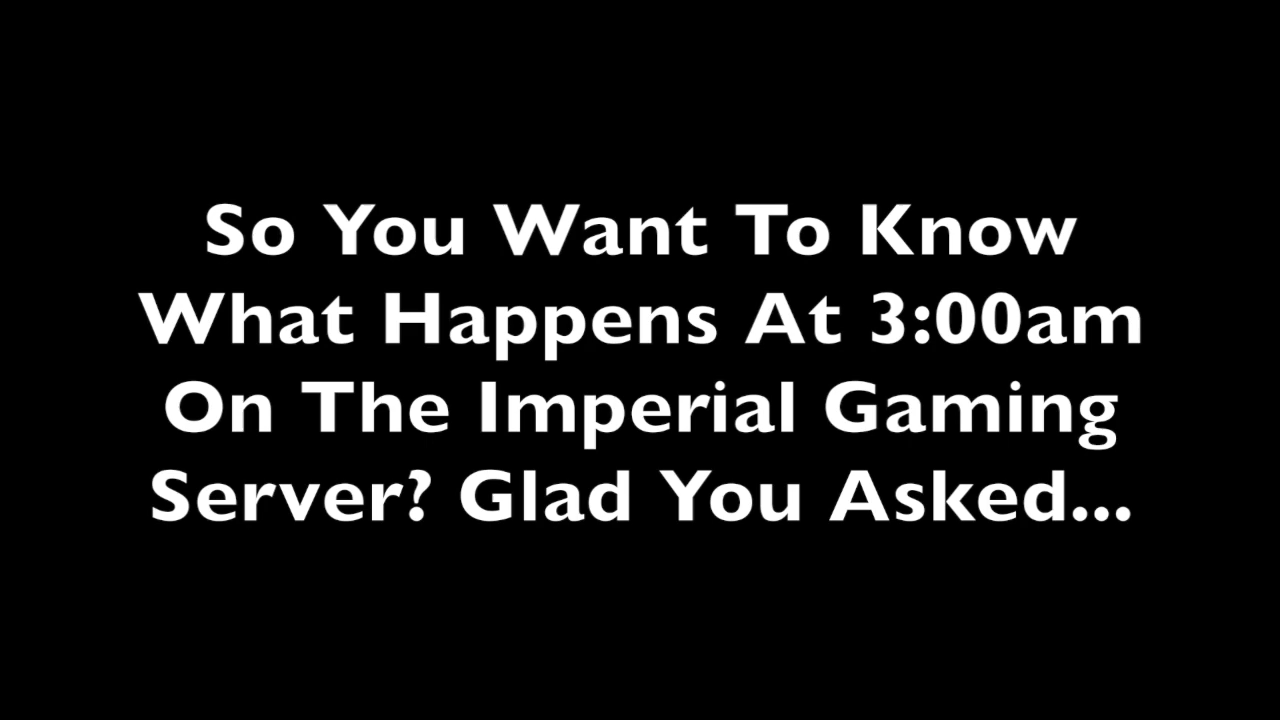 So You Want To Know
What Happens At 3:00am
On The Imperial Gaming
Server? Glad You Asked...